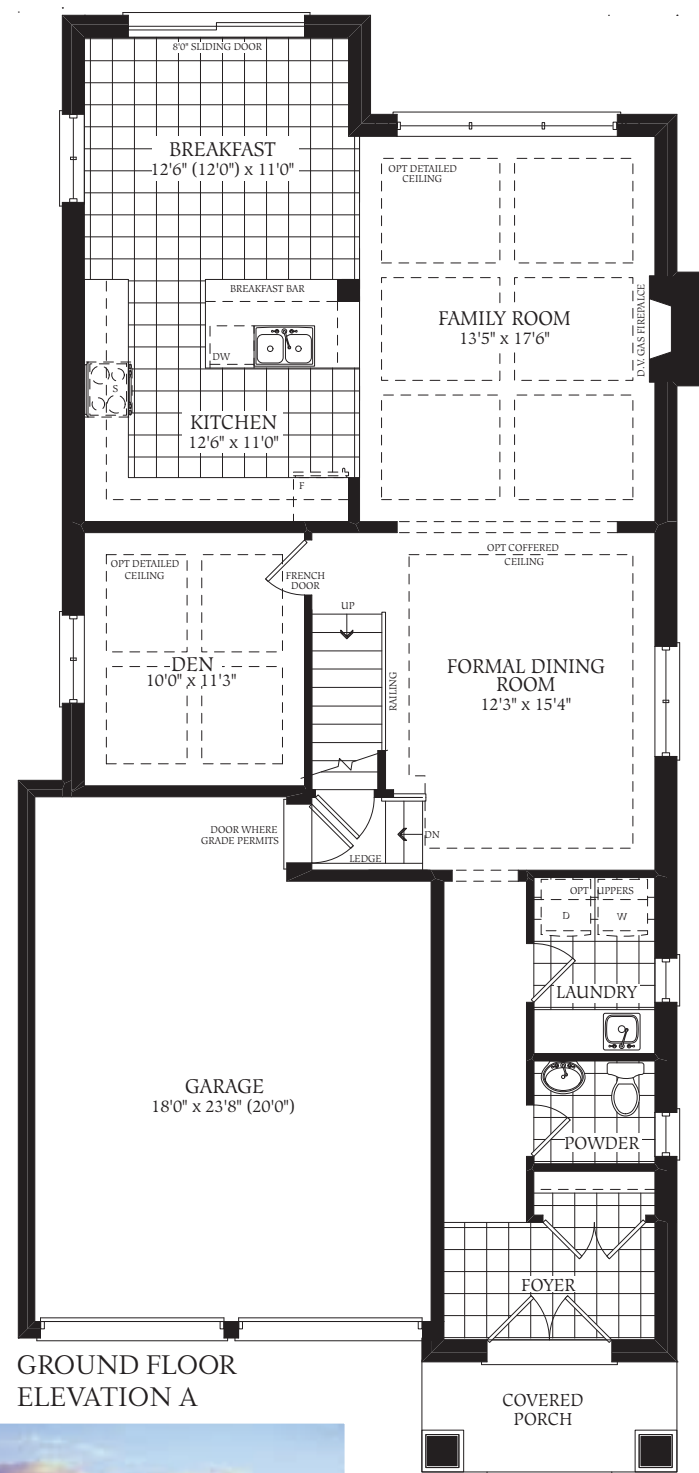 8'0" SLIDING DOOR
BREAKFAST
12'6" (12'0") x 11'0"
OPT DETAILED
CEILING
BREAKFAST BAR
DW
S
FAMILY ROOM
13'5" x 17'6"
D.V. GAS FIREPALCE
KITCHEN
12'6" x 11'0"
F
OPT DETAILED
CEILING
FRENCH
DOOR
OPT COFFERED
CEILING
UP
DEN
10'0" x 11'3"
RAILING
FORMAL DINING
ROOM
12'3" x 15'4"
DOOR WHERE
GRADE PERMITS
LEDGE
DN
OPT UPPERS
D
W
LAUNDRY
GARAGE
18'0" x 23'8" (20'0")
POWDER
FOYER
GROUND FLOOR
ELEVATION A
COVERED
PORCH